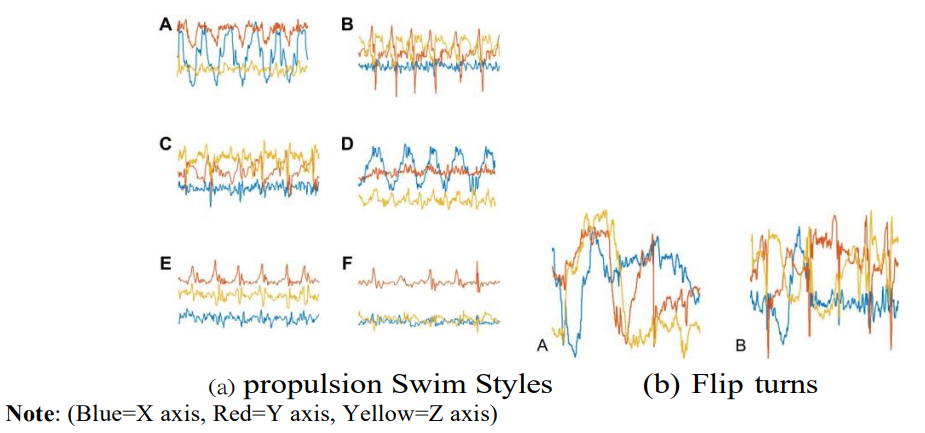 A
B
C
D
E
F
A
B
(a) propulsion Swim Styles
(b) Flip turns
Note: (Blue=X axis, Red=Y axis, Yellow=Z axis)